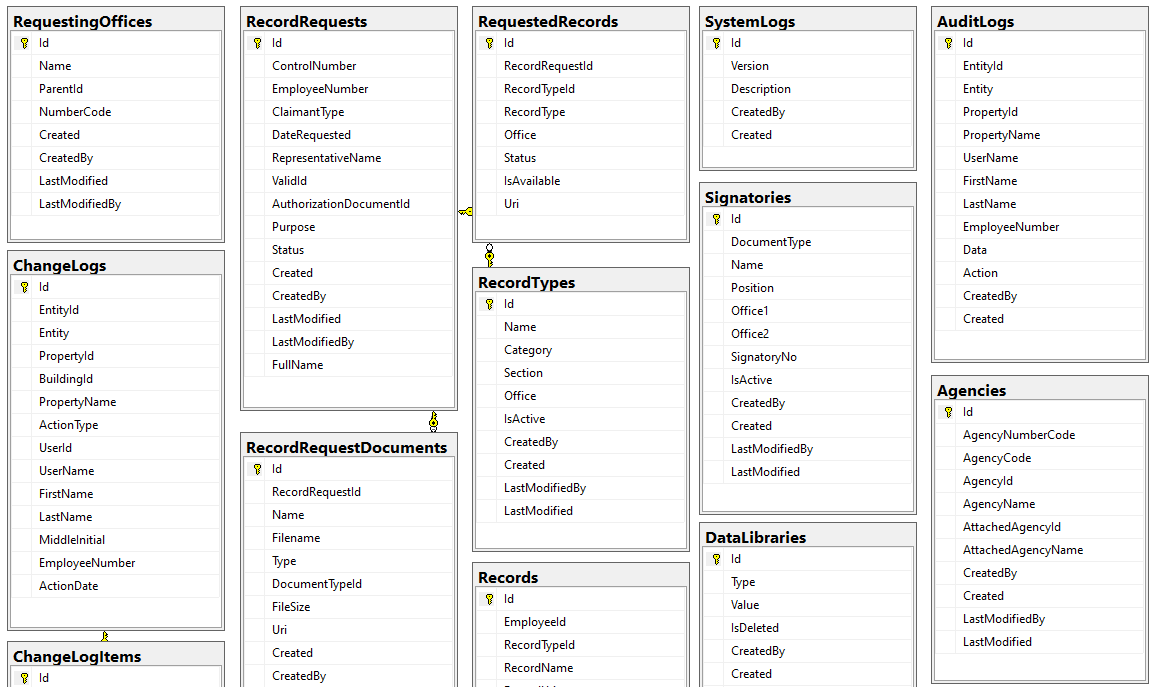 RequestingOffices
Id
Name
ParentId
NumberCode
Created
CreatedBy
LastModified
LastModifiedBy
ChangeLogs
Id
EntityId
Entity
PropertyId
BuildingId
PropertyName
ActionType
UserId
UserName
FirstName
LastName
MiddleInitial
EmployeeNumber
ActionDate
ChangeLogItems
Id
RecordRequests
Id
ControlNumber
EmployeeNumber
ClaimantType
DateRequested
RepresentativeName
ValidId
AuthorizationDocumentId
Purpose
Status
Created
CreatedBy
LastModified
LastModifiedBy
FullName
RecordRequestDocuments
Id
RecordRequestId
Name
Filename
Type
DocumentTypeId
FileSize
Uri
Created
CreatedBy
RequestedRecords
Id
RecordRequestId
RecordTypeId
RecordType
Office
Status
IsAvailable
Uri
RecordTypes
Id
Name
Category
Section
Office
IsActive
CreatedBy
Created
LastModifiedBy
LastModified
Records
Id
EmployeeId
RecordTypeId
RecordName
SystemLogs
Id
Version
Description
CreatedBy
Created
Signatories
Id
DocumentType
Name
Position
Office1
Office2
SignatoryNo
IsActive
CreatedBy
Created
LastModifiedBy
LastModified
DataLibraries
Id
Type
Value
IsDeleted
CreatedBy
Created
AuditLogs
Id
EntityId
Entity
PropertyId
PropertyName
UserName
FirstName
LastName
EmployeeNumber
Data
Action
CreatedBy
Created
Agencies
Id
AgencyNumberCode
AgencyCode
AgencyId
AgencyName
AttachedAgencyId
AttachedAgencyName
CreatedBy
Created
LastModifiedBy
LastModified